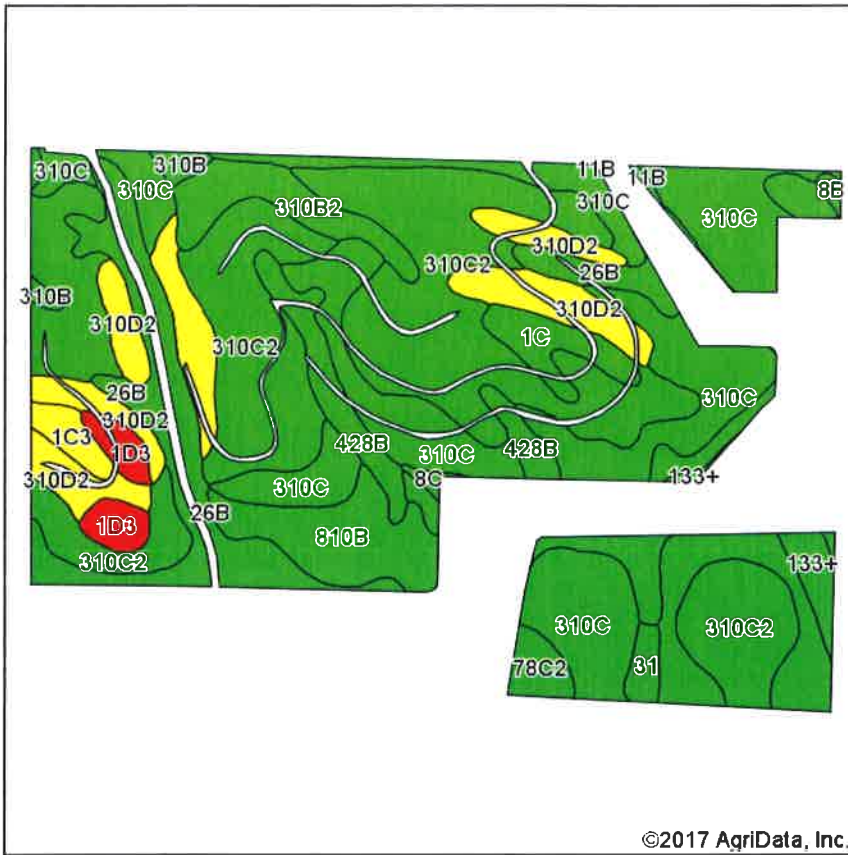 310C
310B
11B
11B
310C
8B
310C
310C
310B2
310D2
310C2
26B
310B
310D2
310D2
310C2
1C
26B
310C
310D2
1C3
1D3
428B
310C
428B
310D2
8C
133+
310C
1D3
26B
810B
310C2
133+
310C
310C2
78C2
31
©2017 AgriData, Inc.